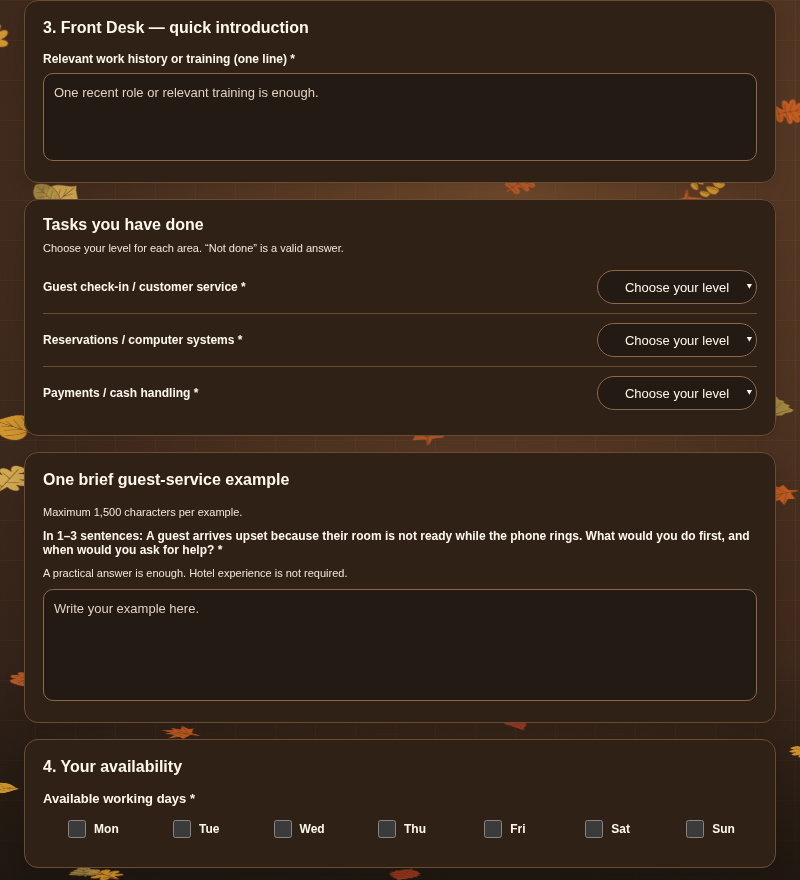 3. Front Desk — quick introduction
Relevant work history or training (one line) *
One recent role or relevant training is enough.
Tasks you have done
Choose your level for each area. “Not done” is a valid answer.
Guest check-in / customer service *
Choose your level
Reservations / computer systems *
Choose your level
Payments / cash handling *
Choose your level
One brief guest-service example
Maximum 1,500 characters per example.
In 1–3 sentences: A guest arrives upset because their room is not ready while the phone rings. What would you do first, and
when would you ask for help? *
A practical answer is enough. Hotel experience is not required.
Write your example here.
4. Your availability
Available working days *
Mon Tue Wed Thu Fri Sat Sun